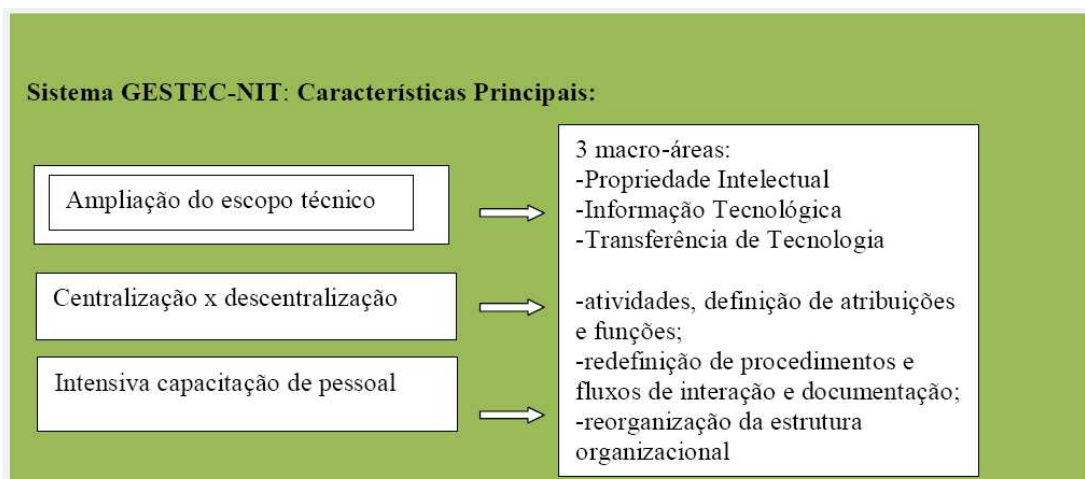 Sistema GESTEC-NIT: Características Principais:
Ampliação do escopo técnico
Centralização x descentralização
Intensiva capacitação de pessoal
3 macro-áreas:
-Propriedade Intelectual
-Informação Tecnológica
-Transferência de Tecnologia
-atividades, definição de atribuições
e funções;
-redefinição de procedimentos e
fluxos de interação e documentação;
-reorganização da estrutura
organizacional